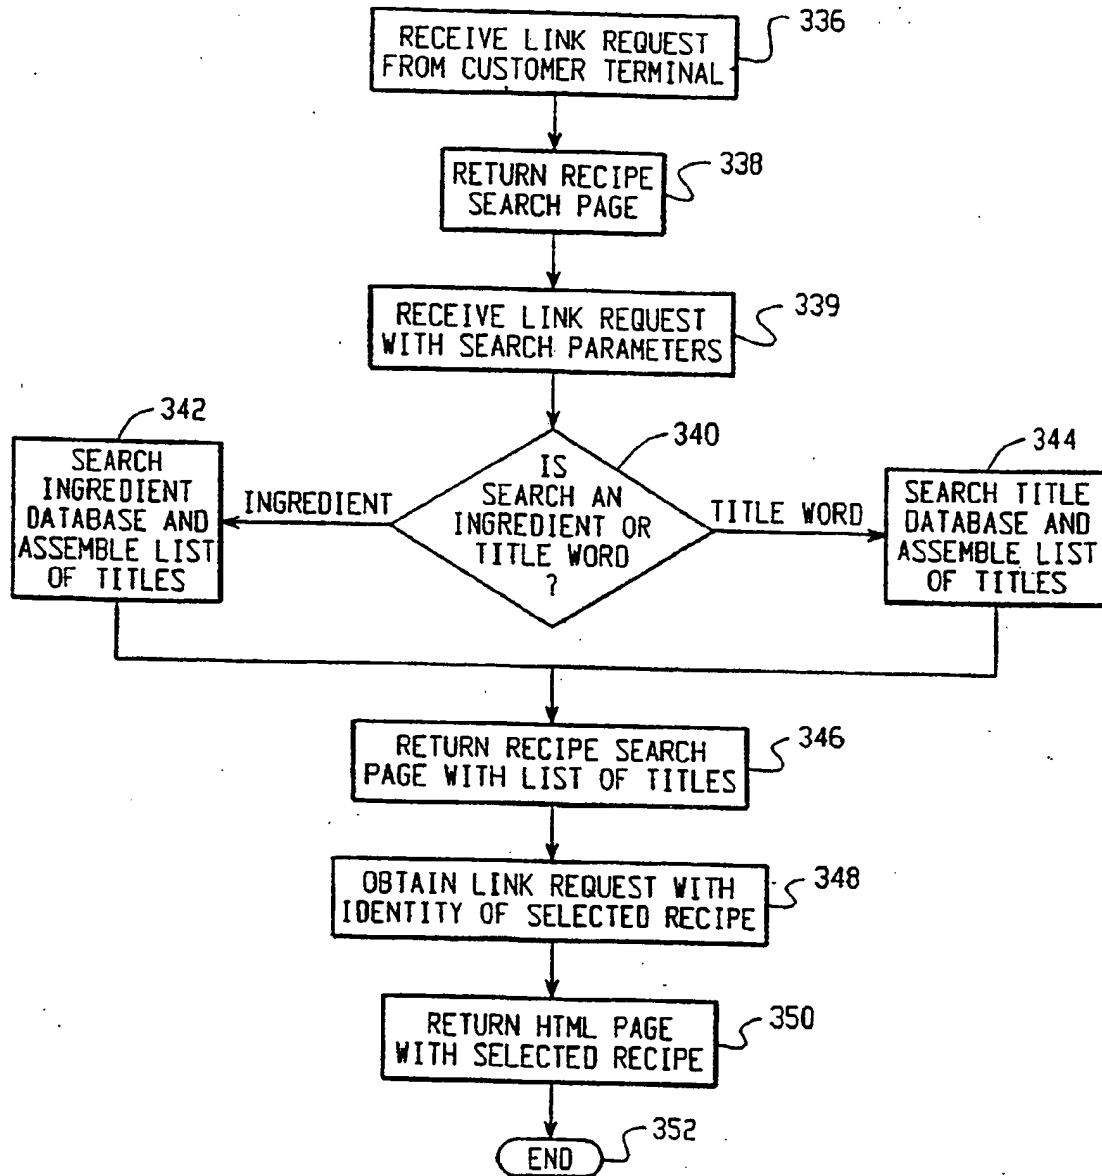 RECEIVE LINK REQUEST
FROM CUSTOMER TERMINAL
336
RETURN RECIPE
SEARCH PAGE
338
RECEIVE LINK REQUEST
WITH SEARCH PARAMETERS
339
342
SEARCH
INGREDIENT
DATABASE AND
ASSEMBLE LIST
OF TITLES
INGREDIENT
340
IS
SEARCH AN
INGREDIENT OR
TITLE WORD
?
TITLE WORD
344
SEARCH TITLE
DATABASE AND
ASSEMBLE LIST
OF TITLES
RETURN RECIPE SEARCH
PAGE WITH LIST OF TITLES
346
OBTAIN LINK REQUEST WITH
IDENTITY OF SELECTED RECIPE
348
RETURN HTML PAGE
WITH SELECTED RECIPE
350
END
352